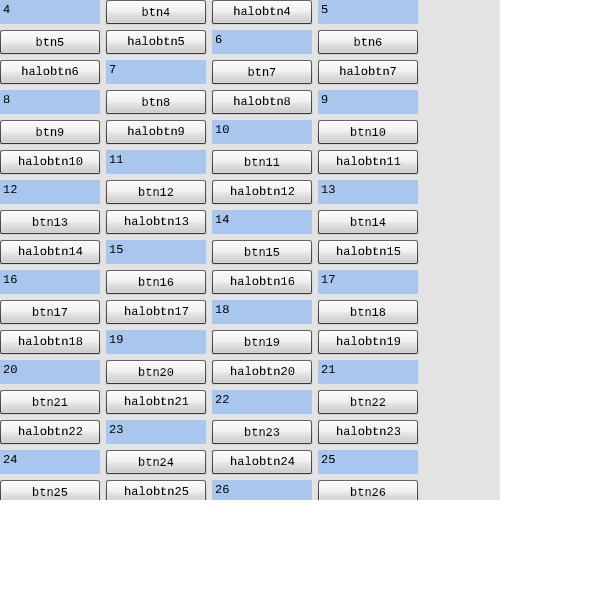 4 btn4 halobtn4 5
btn5 halobtn5 6 btn6
halobtn6 7 btn7 halobtn7
8 btn8 halobtn8 9
btn9 halobtn9 10 btn10
halobtn10 11 btn11 halobtn11
12 btn12 halobtn12 13
btn13 halobtn13 14 btn14
halobtn14 15 btn15 halobtn15
16 btn16 halobtn16 17
btn17 halobtn17 18 btn18
halobtn18 19 btn19 halobtn19
20 btn20 halobtn20 21
btn21 halobtn21 22 btn22
halobtn22 23 btn23 halobtn23
24 btn24 halobtn24 25
btn25 halobtn25 26 btn26